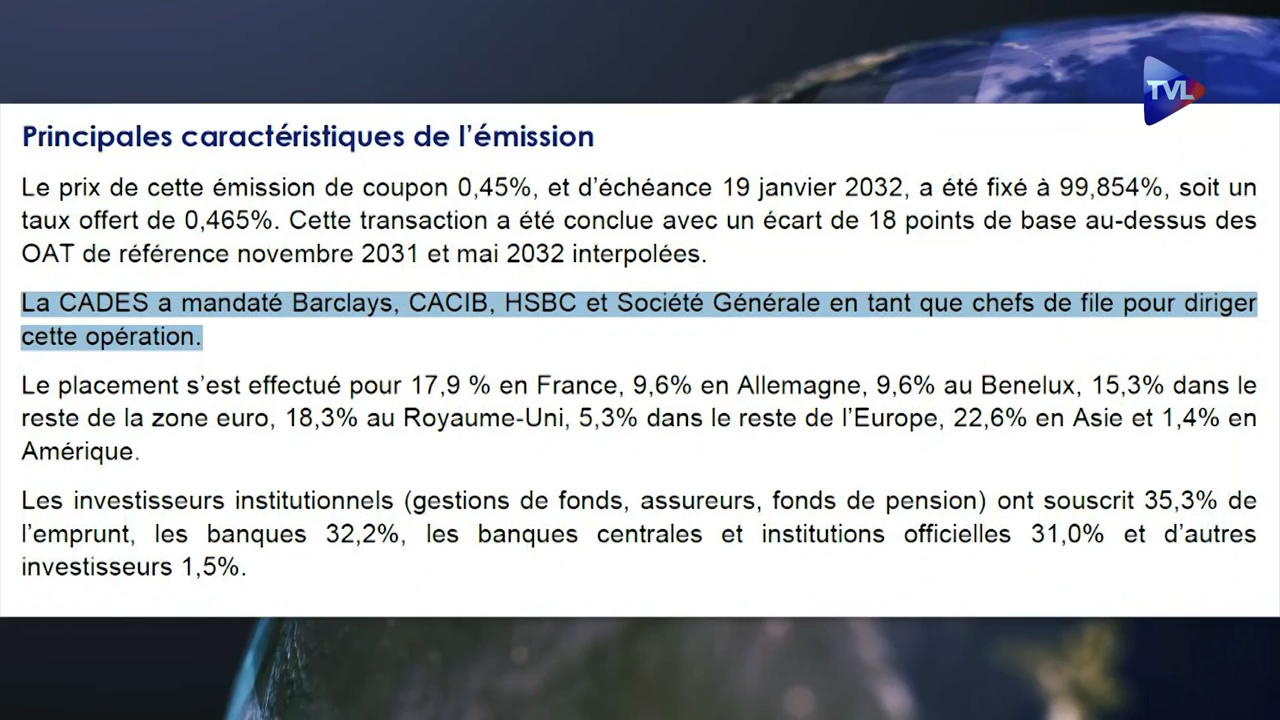 TVL
Principales caractéristiques de l’émission
Le prix de cette émission de coupon 0,45%, et d’échéance 19 janvier 2032, a été fixé à 99,854%, soit un
taux offert de 0,465%. Cette transaction a été conclue avec un écart de 18 points de base au-dessus des
OAT de référence novembre 2031 et mai 2032 interpolées.
La CADES a mandaté Barclays, CACIB, HSBC et Société Générale en tant que chefs de file pour diriger
cette opération.
Le placement s’est effectué pour 17,9 % en France, 9,6% en Allemagne, 9,6% au Benelux, 15,3% dans le
reste de la zone euro, 18,3% au Royaume-Uni, 5,3% dans le reste de l’Europe, 22,6% en Asie et 1,4% en
Amérique.
Les investisseurs institutionnels (gestions de fonds, assureurs, fonds de pension) ont souscrit 35,3% de
l’emprunt, les banques 32,2%, les banques centrales et institutions officielles 31,0% et d’autres
investisseurs 1,5%.